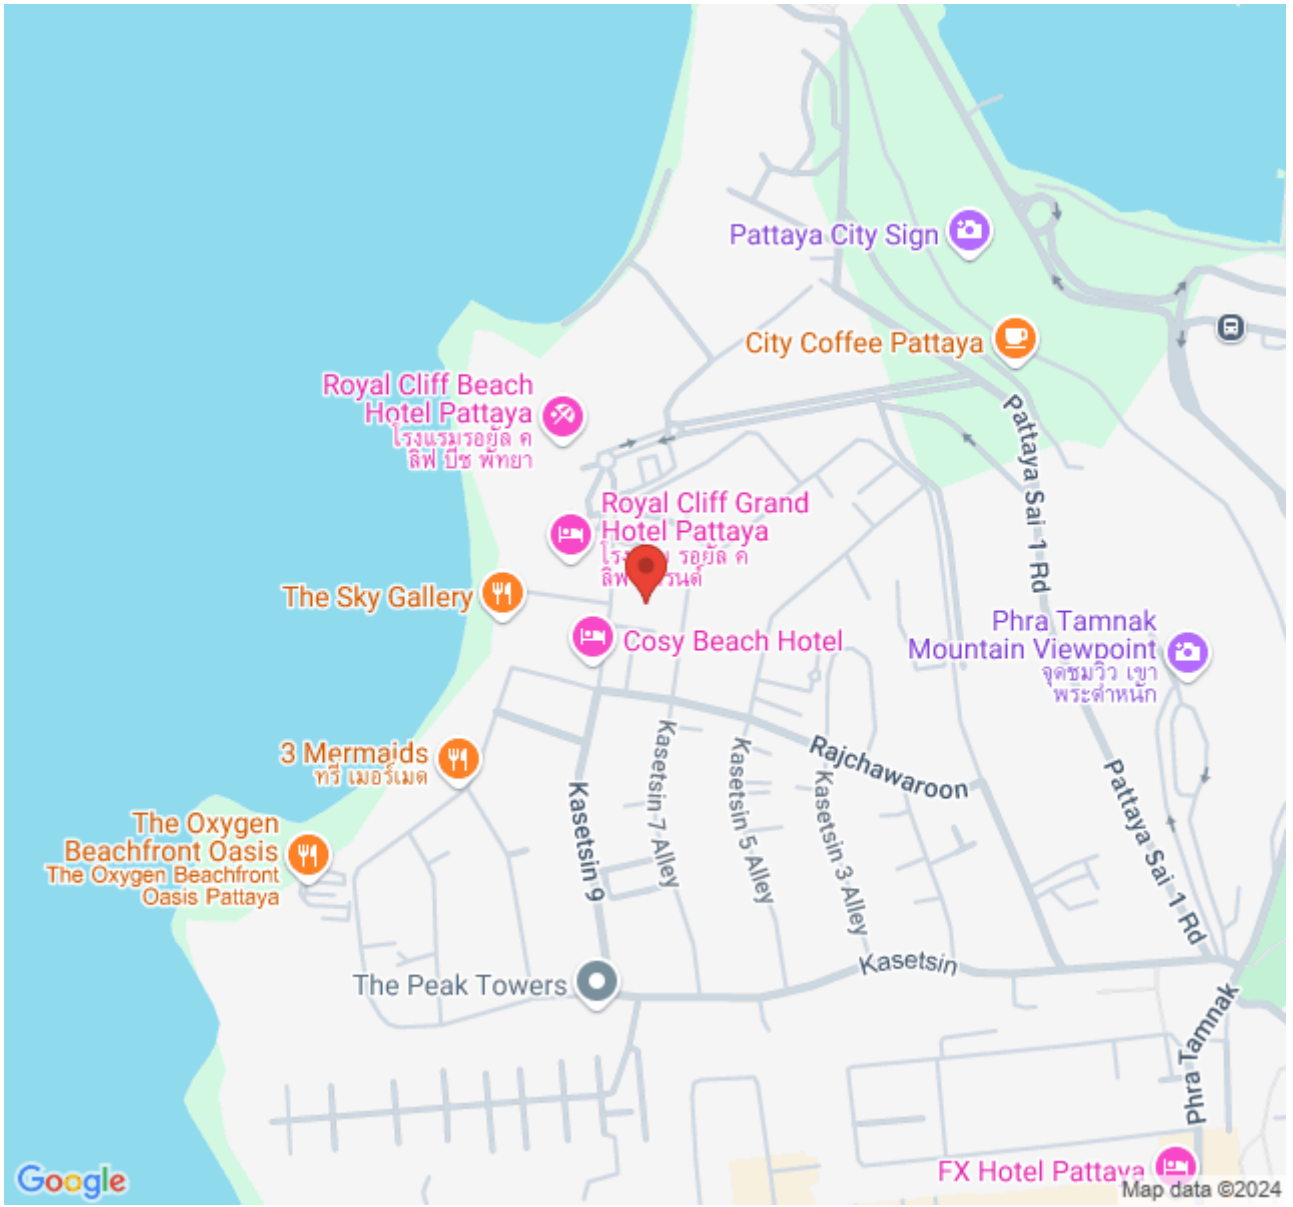 Pattaya City Sign
City Coffee Pattaya
Royal Cliff Beach
Hotel Pattaya
โรงแรมรอยัล ค
ลิฟ บีช พัทยา
Pattaya Sai 1 Rd
Royal Cliff Grand
Hotel Pattaya
รอยัล ค
The Sky Gallery
Cosy Beach Hotel
Phra Tamnak
Mountain Viewpoint
จุดชมวิว เขา
พระตำหนัก
3 Mermaids
ทรี เมอร์เมด
Rajchawaroon
Kasetsin 9
Kasetsin 7 Alley
Kasetsin 5 Alley
Kasetsin 3 Alley
Pattaya Sai 1 Rd
The Oxygen
Beachfront Oasis
The Oxygen Beachfront
Oasis Pattaya
The Peak Towers
Kasetsin
Phra Tamnak
FX Hotel Pattaya
Google
Map data ©2024